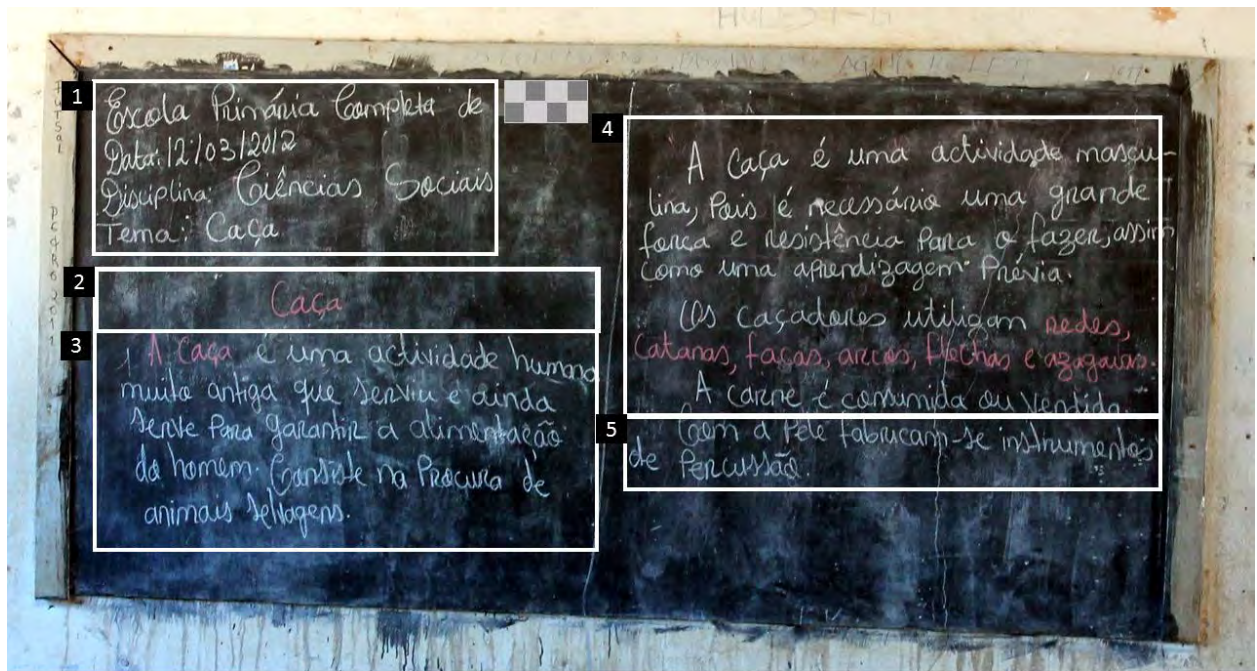 1
Escola Primária Completa de
Data: 12/03/2012
Disciplina: Ciências Sociais
Tema: Caça
2
Caça
3
A Caça é uma actividade humana
muito antiga que serviu e ainda
serve Para garantir a alimentação
do homem. Consiste na Procura de
animais selvagens.
4
A Caça é uma actividade mascu-
lina, Pois é necessário uma grande
força e resistência Para o fazer, assim
como uma aprendizagem Prévia.
Os caçadores utilizam redes,
catanas, facas, arcos, flechas e azagaias.
A carne é consumida ou vendida.
5
Com a Pele fabricam-se instrumentos
de Percussão.